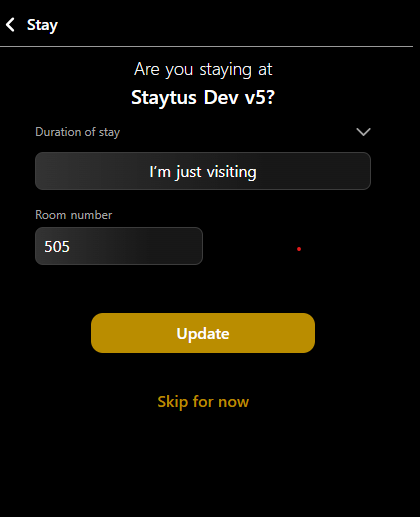 Stay
Are you staying at
Staytus Dev v5?
Duration of stay
I'm just visiting
Room number
505
Update
Skip for now